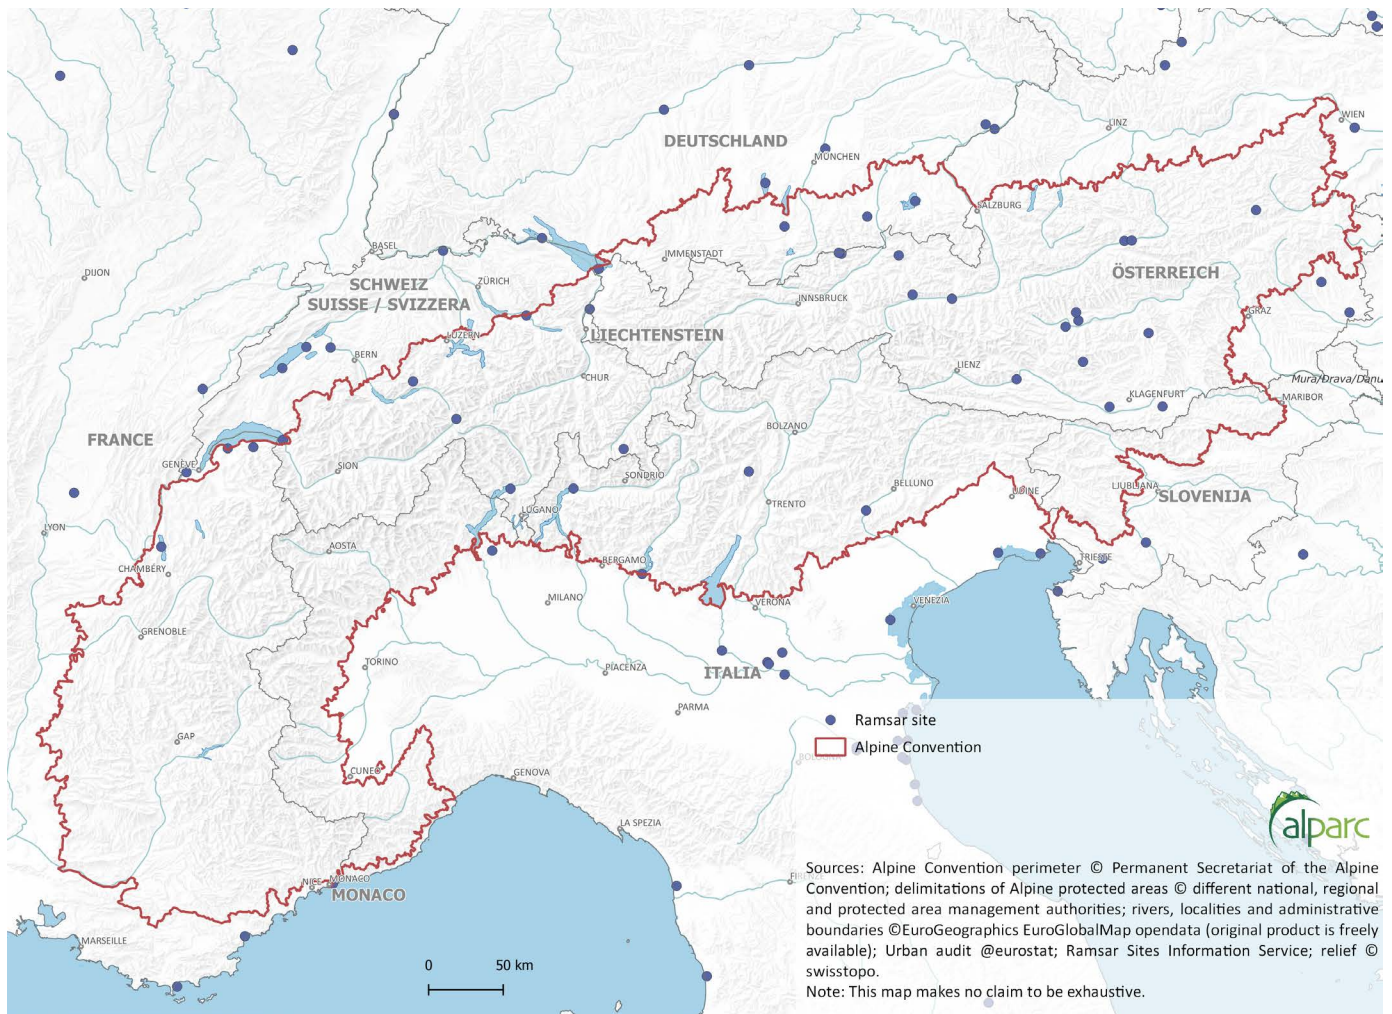 WIEN
LINZ
DEUTSCHLAND
MÜNCHEN
SALZBURG
BASEL
IMMENSTADT
DIJON
ÖSTERREICH
SCHWEIZ
SUISSE / SVIZZERA
ZÜRICH
INNSBRUCK
GRAZ
LUZERN
LIECHTENSTEIN
BERN
LIENZ
CHUR
Mura/Drava/Danu
KLAGENFURT
MARIBOR
FRANCE
BOLZANO
GENÈVE
SION
SONDRIO
BELLUNO
LJUBLJANA
SLOVENIJA
UDINE
TRENTO
LUGANO
LYON
AOSTA
TRIESTE
BERGAMO
CHAMBÉRY
MILANO
VERONA
VENEZIA
GRENOBLE
TORINO
PIACENZA
ITALIA
PARMA
Ramsar site
GAP
Alpine Convention
BOLOGNA
CUNEO
GENOVA
LA SPEZIA
alparc
NICE
MONACO
MONACO
MARSEILLE
0 50 km
Sources: Alpine Convention perimeter © Permanent Secretariat of the Alpine
Convention; delimitations of Alpine protected areas © different national, regional
and protected area management authorities; rivers, localities and administrative
boundaries ©EuroGeographics EuroGlobalMap opendata (original product is freely
available); Urban audit @eurostat; Ramsar Sites Information Service; relief ©
swisstopo.
Note: This map makes no claim to be exhaustive.